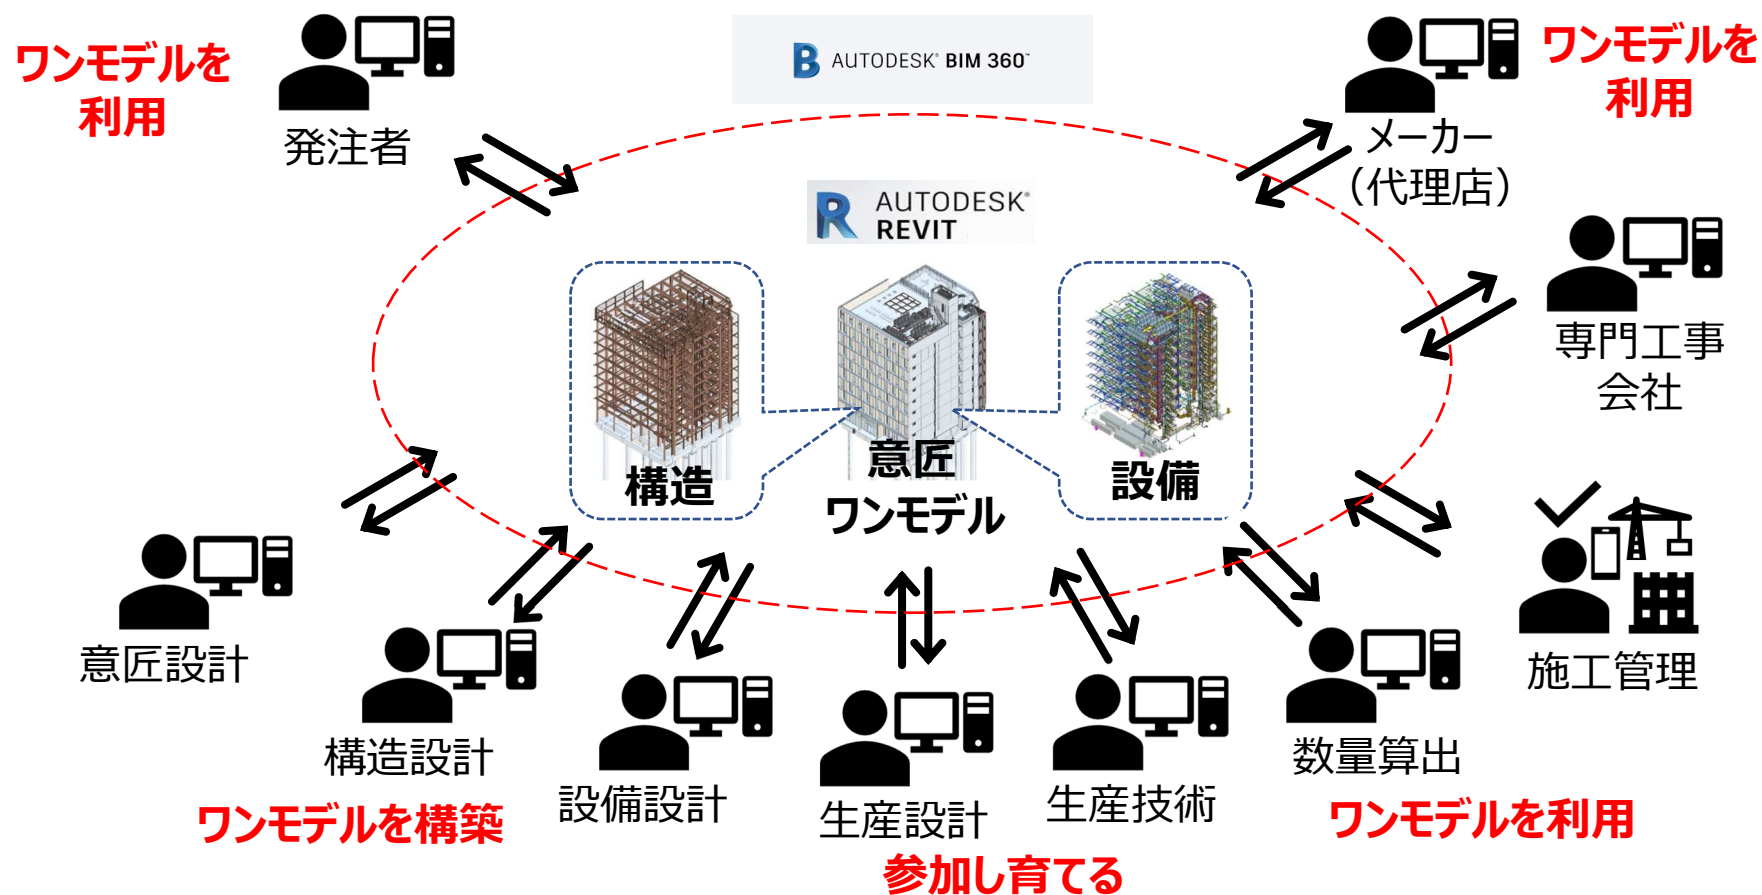 ワンモデルを
利用
発注者
AUTODESK® BIM 360™
メーカー
（代理店）
ワンモデルを
利用
AUTODESK®
REVIT
専門工事
会社
構造
意匠
ワンモデル
設備
意匠設計
構造設計
設備設計
生産設計
生産技術
数量算出
施工管理
ワンモデルを構築
参加し育てる
ワンモデルを利用